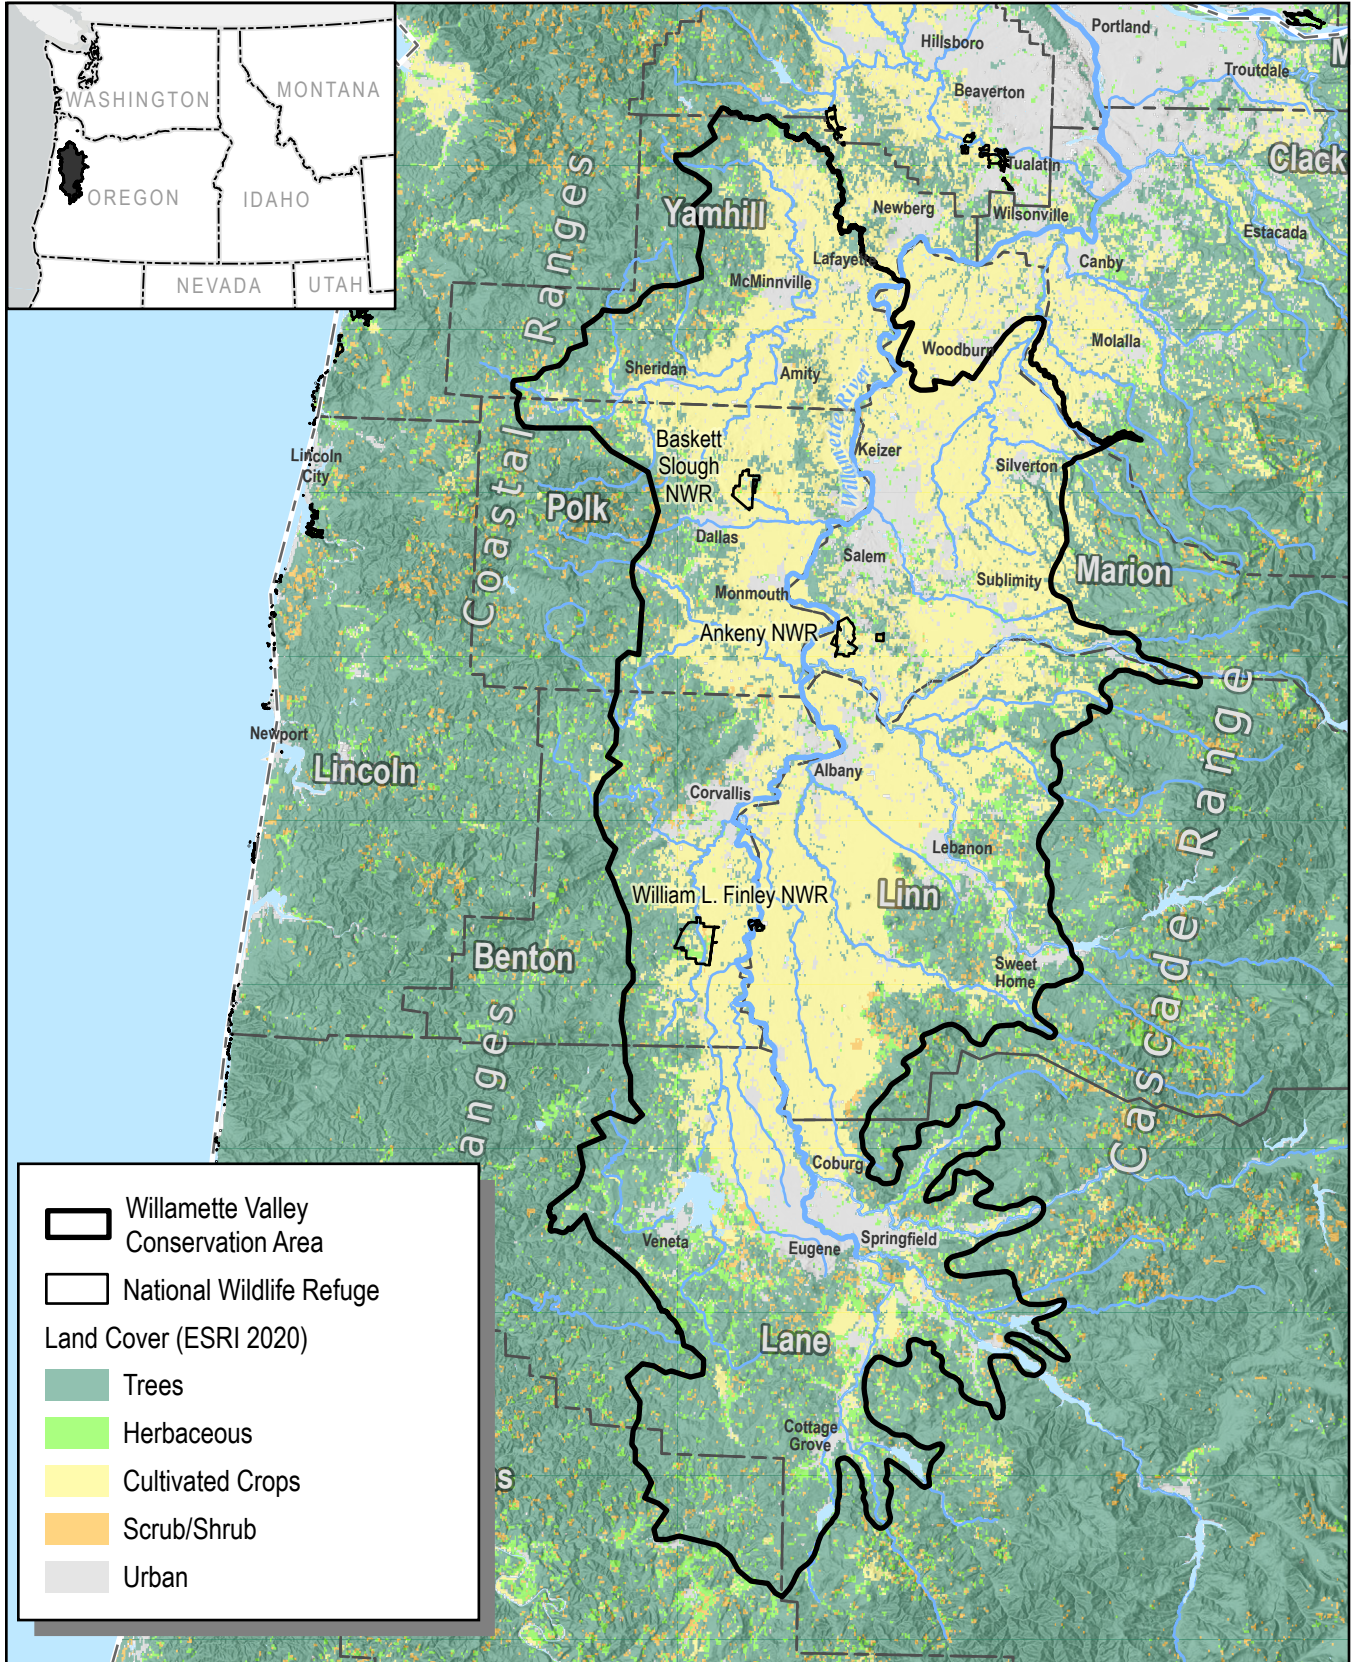 WASHINGTON
MONTANA
OREGON
IDAHO
NEVADA
UTAH
Portland
Hillsboro
Troutdale
Beaverton
Tualatin
Clack
Yamhill
Newberg
Wilsonville
Estacada
Lafayette
Canby
McMinnville
Coastal Ranges
Woodburn
Molalla
Sheridan
Amity
Willamette River
Baskett
Slough
NWR
Keizer
Silverton
Lincoln
City
Polk
Dallas
Salem
Marion
Sublimity
Monmouth
Ankeny NWR
Newport
Lincoln
Albany
Corvallis
Cascade Range
Lebanon
William L. Finley NWR
Linn
Benton
Sweet
Home
anges
Coburg
Veneta
Eugene
Springfield
Lane
Cottage
Grove
s
Willamette Valley
Conservation Area
National Wildlife Refuge
Land Cover (ESRI 2020)
Trees
Herbaceous
Cultivated Crops
Scrub/Shrub
Urban